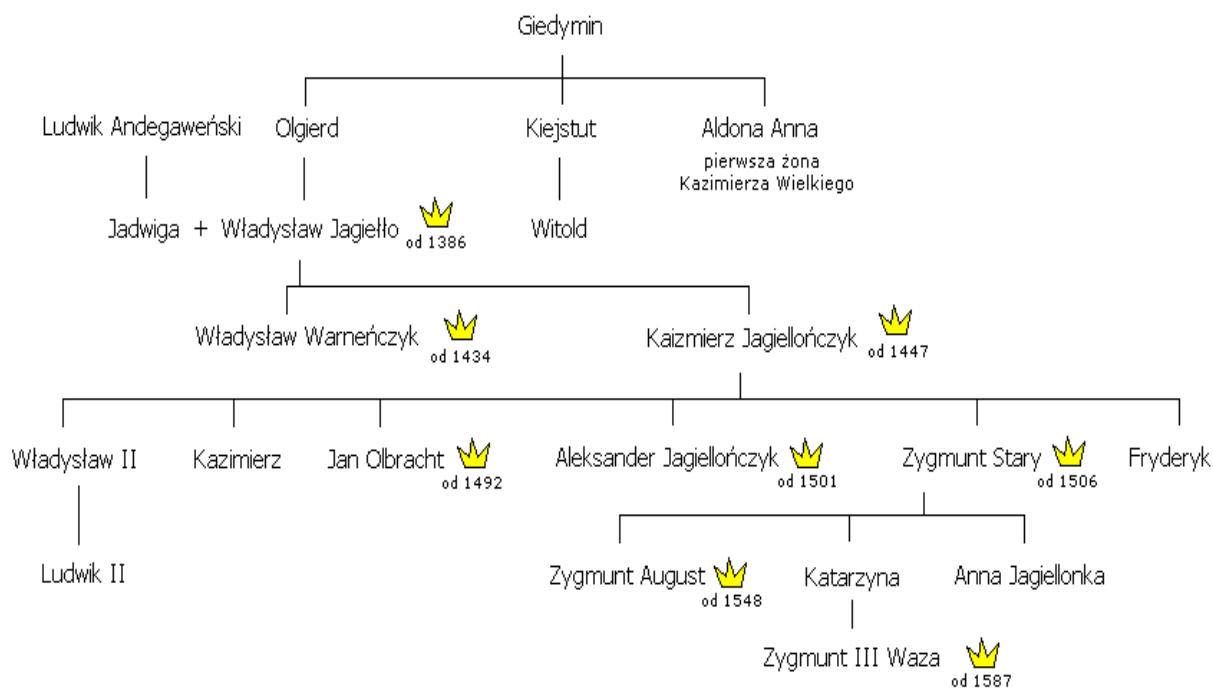 Giedymin
Ludwik Andegaweński Olgierd Kiejstut Aldona Anna
pierwsza żona
Kazimierza Wielkiego
Jadwiga + Władysław Jagiełło od 1386 Witold
Władysław Warneńczyk od 1434 Kaizmierz Jagiellończyk od 1447
Władysław II Kazimierz Jan Olbracht od 1492 Aleksander Jagiellończyk od 1501 Zygmunt Stary od 1506 Fryderyk
Ludwik II Zygmunt August od 1548 Katarzyna Anna Jagiellonka
Zygmunt III Waza od 1587